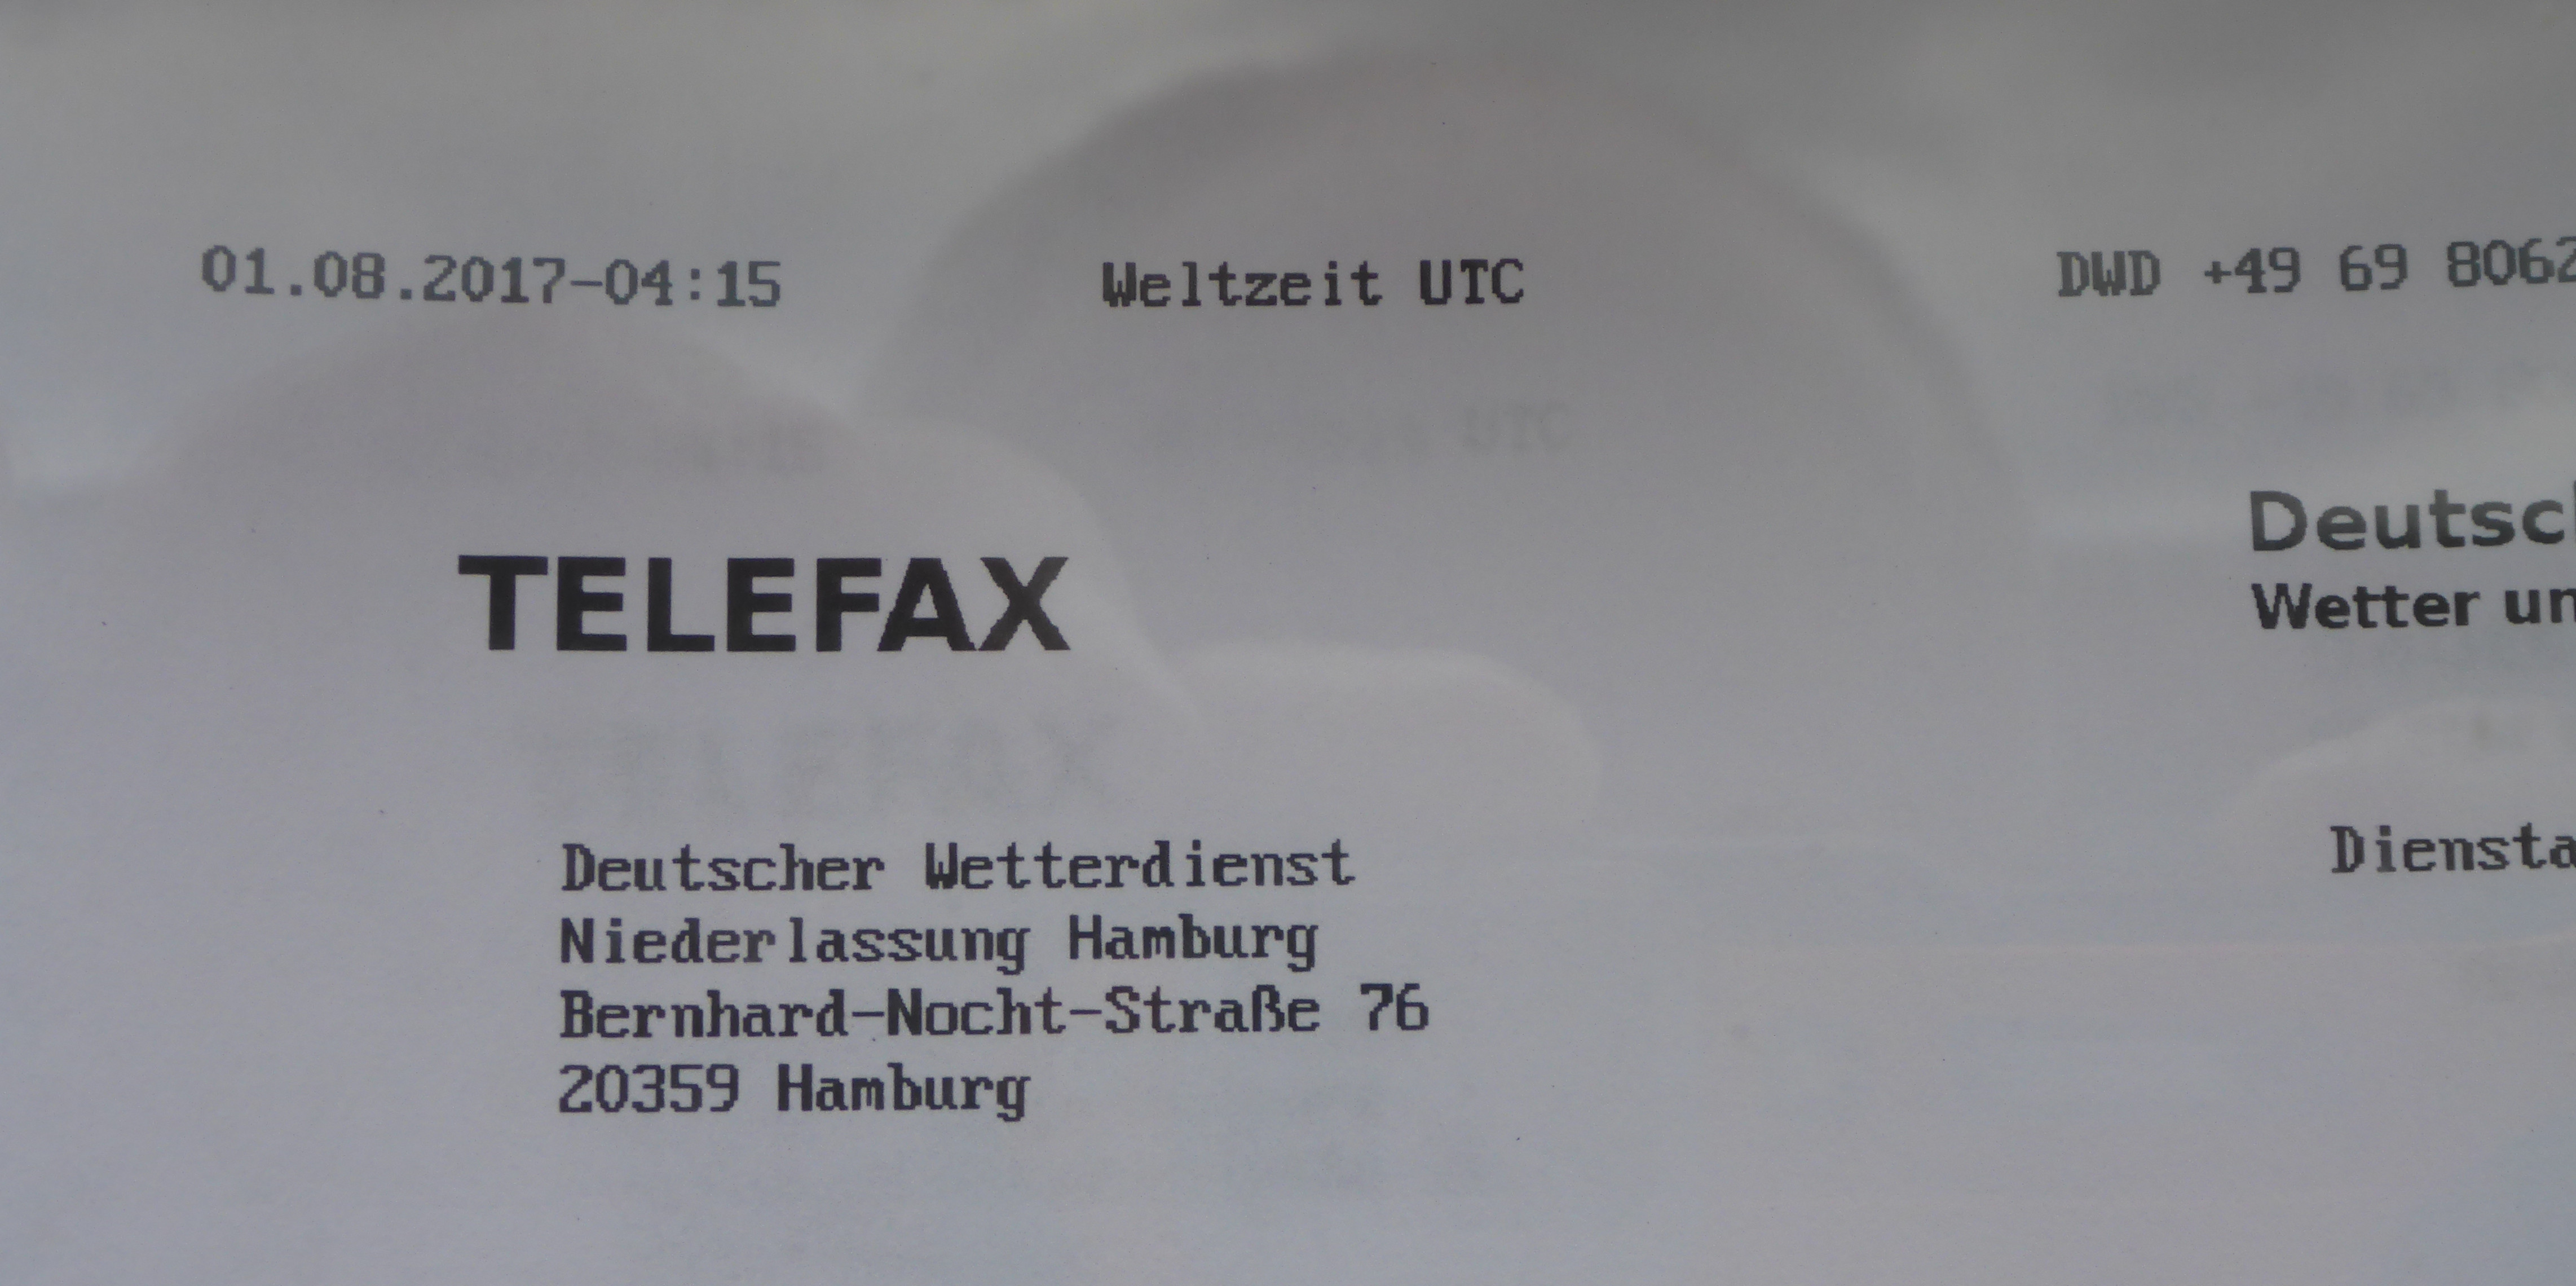 01.08.2017-04:15 Weltzeit UTC DWD +49 69 8062
TELEFAX
Deutsc
Wetter un
Diensta
Deutscher Wetterdienst
Niederlassung Hamburg
Bernhard-Nocht-Straße 76
20359 Hamburg